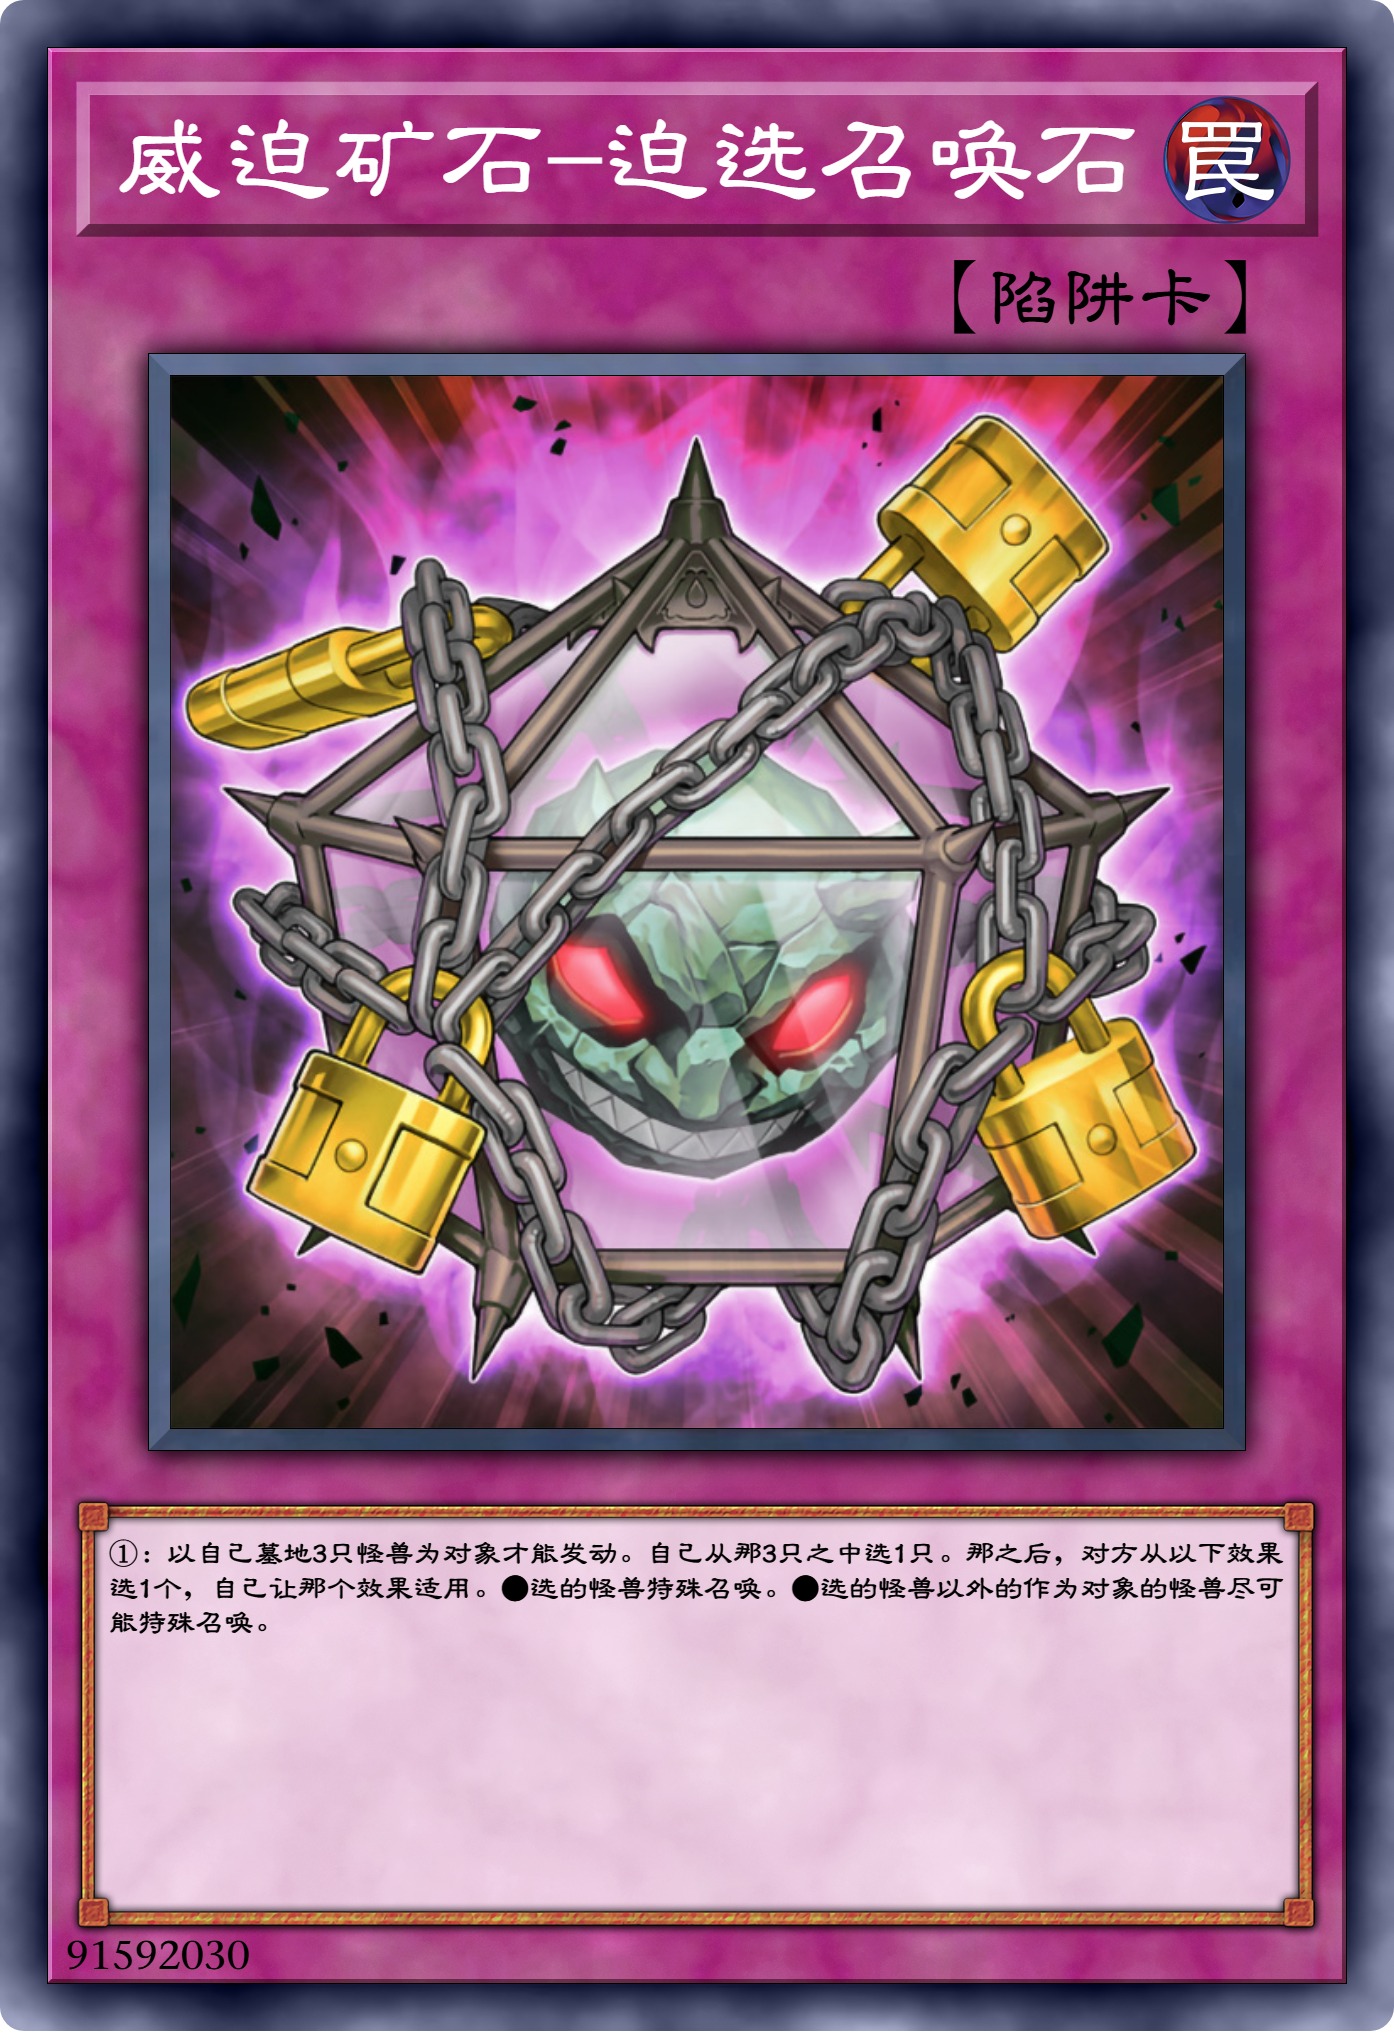 威迫矿石–迫选召唤石 罠
【陷阱卡】
①：以自己墓地3只怪兽为对象才能发动。自己从那3只之中选1只。那之后，对方从以下效果
选1个，自己让那个效果适用。●选的怪兽特殊召唤。●选的怪兽以外的作为对象的怪兽尽可
能特殊召唤。
91592030